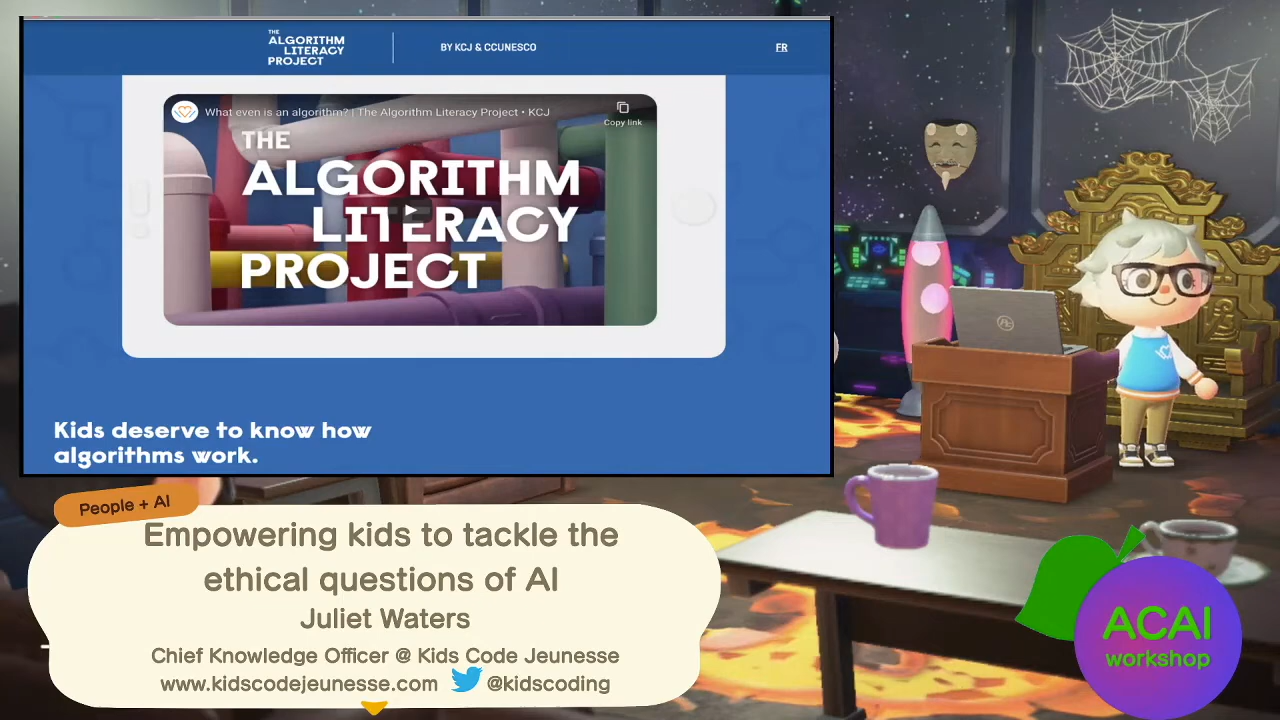 THE
ALGORITHM
LITERACY
PROJECT
BY KCJ & CCUNESCO
FR
What even is an algorithm? | The Algorithm Literacy Project • KCJ
Copy link
THE
ALGORITHM
LITERACY
PROJECT
Kids deserve to know how
algorithms work.
People + AI
Empowering kids to tackle the
ethical questions of AI
Juliet Waters
Chief Knowledge Officer @ Kids Code Jeunesse
www.kidscodejeunesse.com @kidscoding
ACAI
workshop